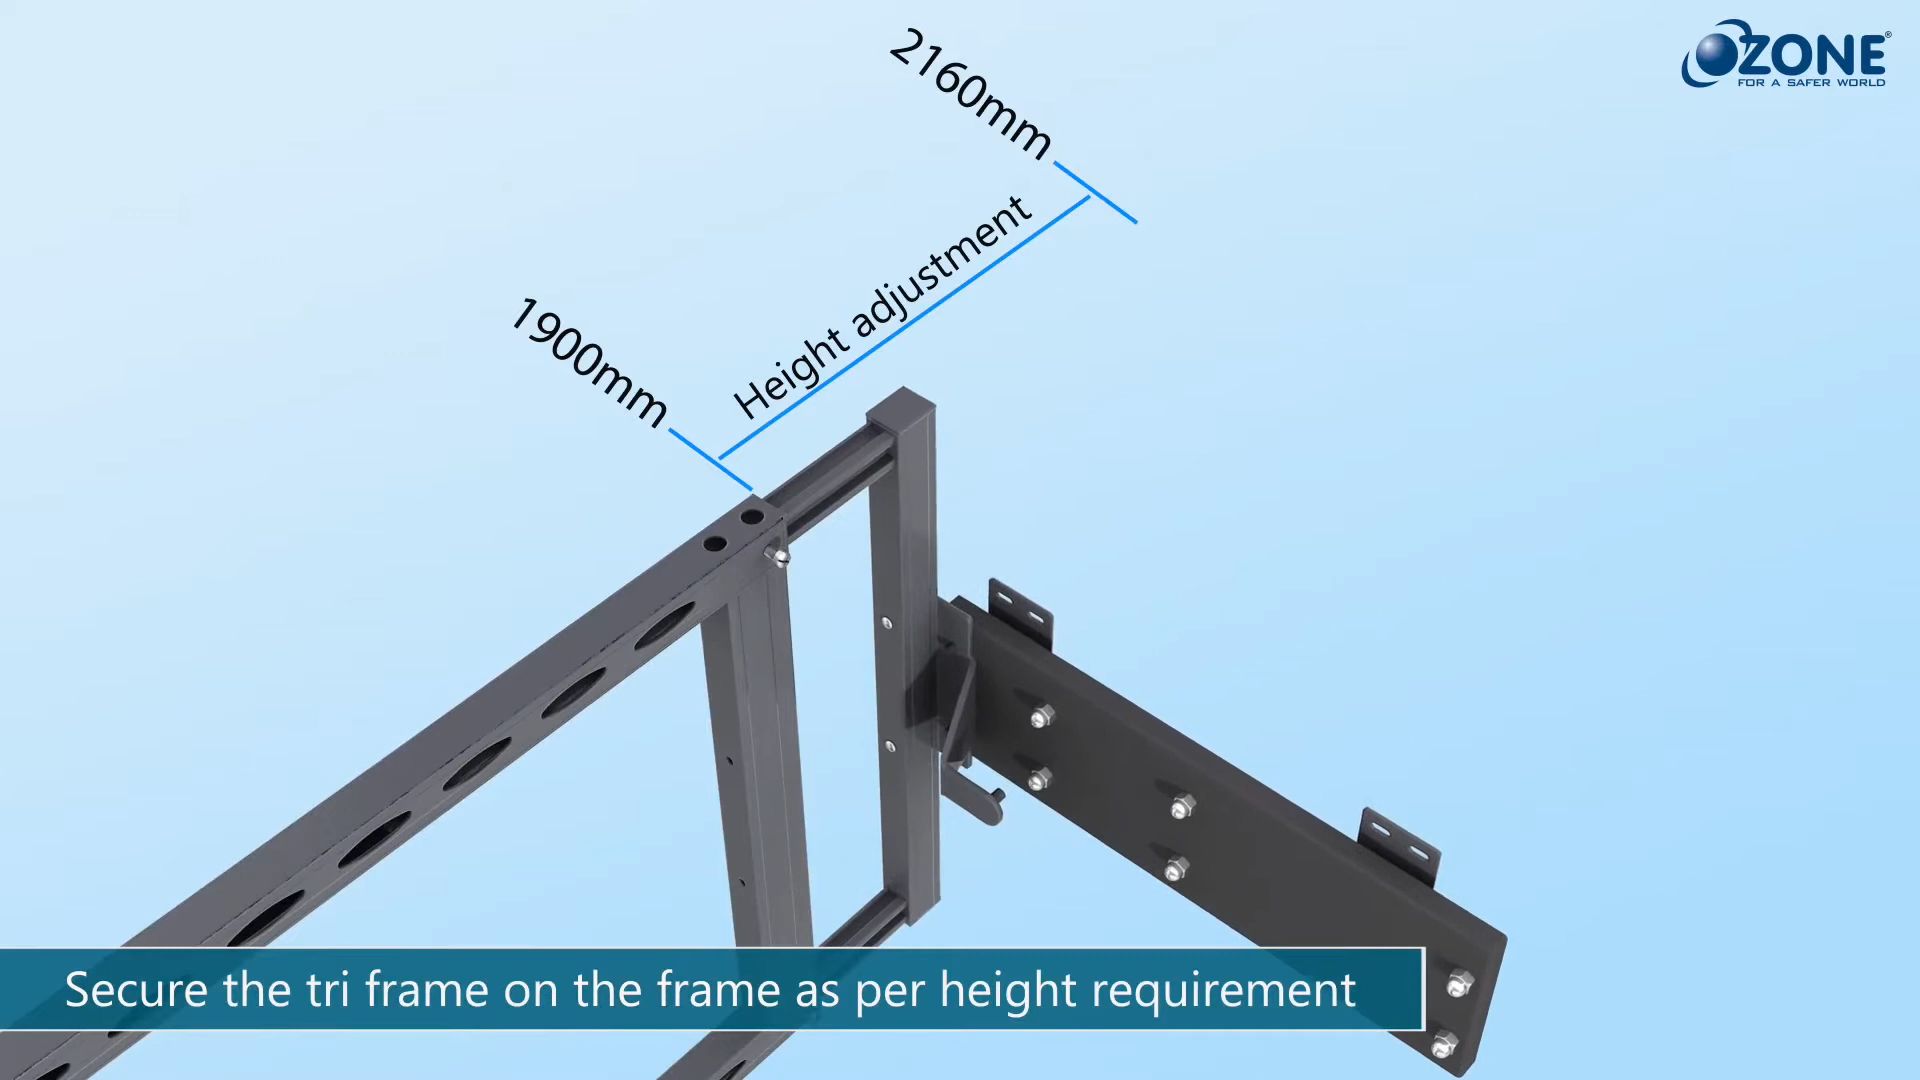 OZONE®
FOR A SAFER WORLD
2160mm
Height adjustment
1900mm
Secure the tri frame on the frame as per height requirement